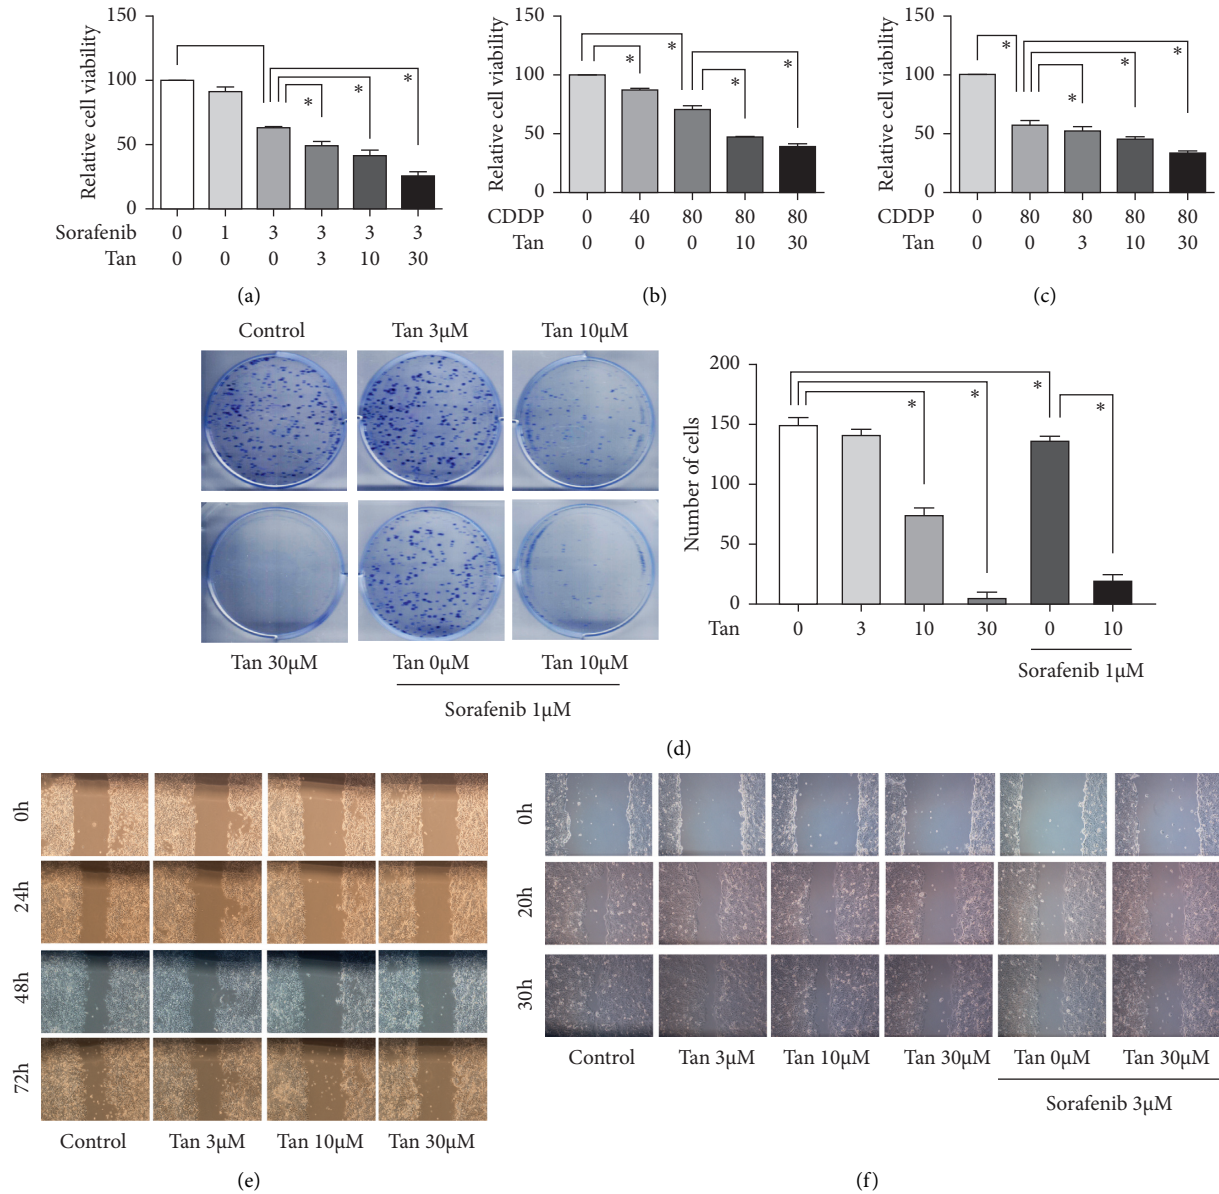 150
100
50
0
Relative cell viability
*
*
*
Sorafenib 0 1 3 3 3 3
Tan 0 0 0 3 10 30
(a)
150
100
50
0
Relative cell viability
*
*
*
*
CDDP 0 40 80 80 80
Tan 0 0 0 10 30
(b)
150
100
50
0
Relative cell viability
*
*
*
*
CDDP 0 80 80 80 80
Tan 0 0 3 10 30
(c)
Control Tan 3μM Tan 10μM
Tan 30μM Tan 0μM Tan 10μM
Sorafenib 1μM
200
150
100
50
0
Number of cells
*
*
*
*
Tan 0 3 10 30 0 10
Sorafenib 1μM
(d)
0h
24h
48h
72h
Control Tan 3μM Tan 10μM Tan 30μM
(e)
0h
20h
30h
Control Tan 3μM Tan 10μM Tan 30μM Tan 0μM Tan 30μM
Sorafenib 3μM
(f)